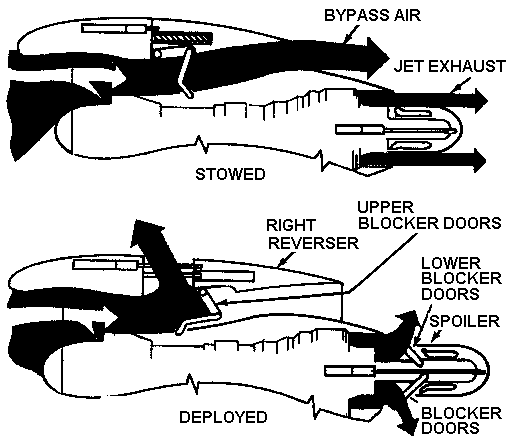 BYPASS AIR
JET EXHAUST
STOWED
UPPER
BLOCKER DOORS
RIGHT
REVERSER
LOWER
BLOCKER
DOORS
SPOILER
DEPLOYED
BLOCKER
DOORS